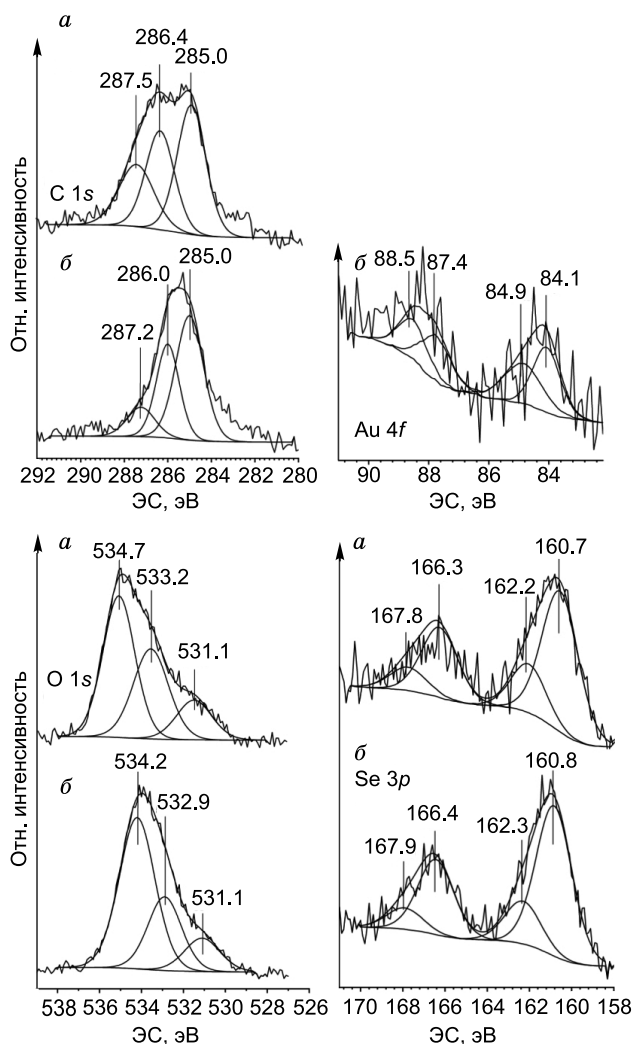 а
286.4
287.5
285.0
C 1s
б
286.0
285.0
287.2
Отн. интенсивность
292 290 288 286 284 282 280
ЭС, эВ
б
88.5
87.4
84.9
84.1
Au 4f
90 88 86 84
ЭС, эВ
а
534.7
533.2
531.1
O 1s
б
534.2
532.9
531.1
Отн. интенсивность
538 536 534 532 530 528 526
ЭС, эВ
а
160.7
166.3
162.2
167.8
б
Se 3p
160.8
166.4
162.3
167.9
170 168 166 164 162 160 158
ЭС, эВ